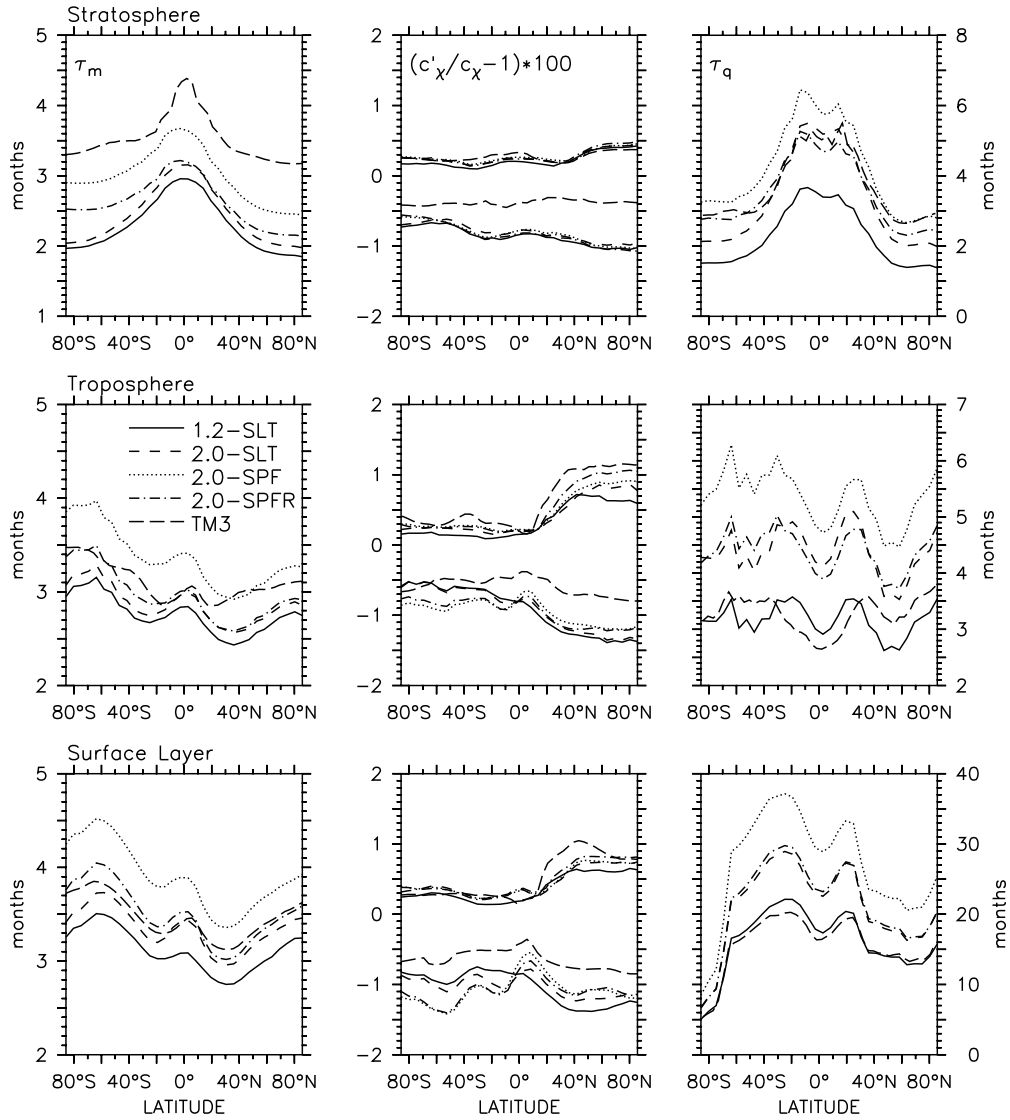 Stratosphere
5
4
3
2
1
months
τm
80°S 40°S 0° 40°N 80°N
2
1
0
−1
−2
(c'χ/cχ−1)*100
80°S 40°S 0° 40°N 80°N
τq
8
6
4
2
0
months
80°S 40°S 0° 40°N 80°N
Troposphere
5
4
3
2
months
1.2−SLT
2.0−SLT
2.0−SPF
2.0−SPFR
TM3
80°S 40°S 0° 40°N 80°N
2
1
0
−1
−2
80°S 40°S 0° 40°N 80°N
7
6
5
4
3
2
months
80°S 40°S 0° 40°N 80°N
Surface Layer
5
4
3
2
months
80°S 40°S 0° 40°N 80°N
LATITUDE
2
1
0
−1
−2
80°S 40°S 0° 40°N 80°N
LATITUDE
40
30
20
10
0
months
80°S 40°S 0° 40°N 80°N
LATITUDE